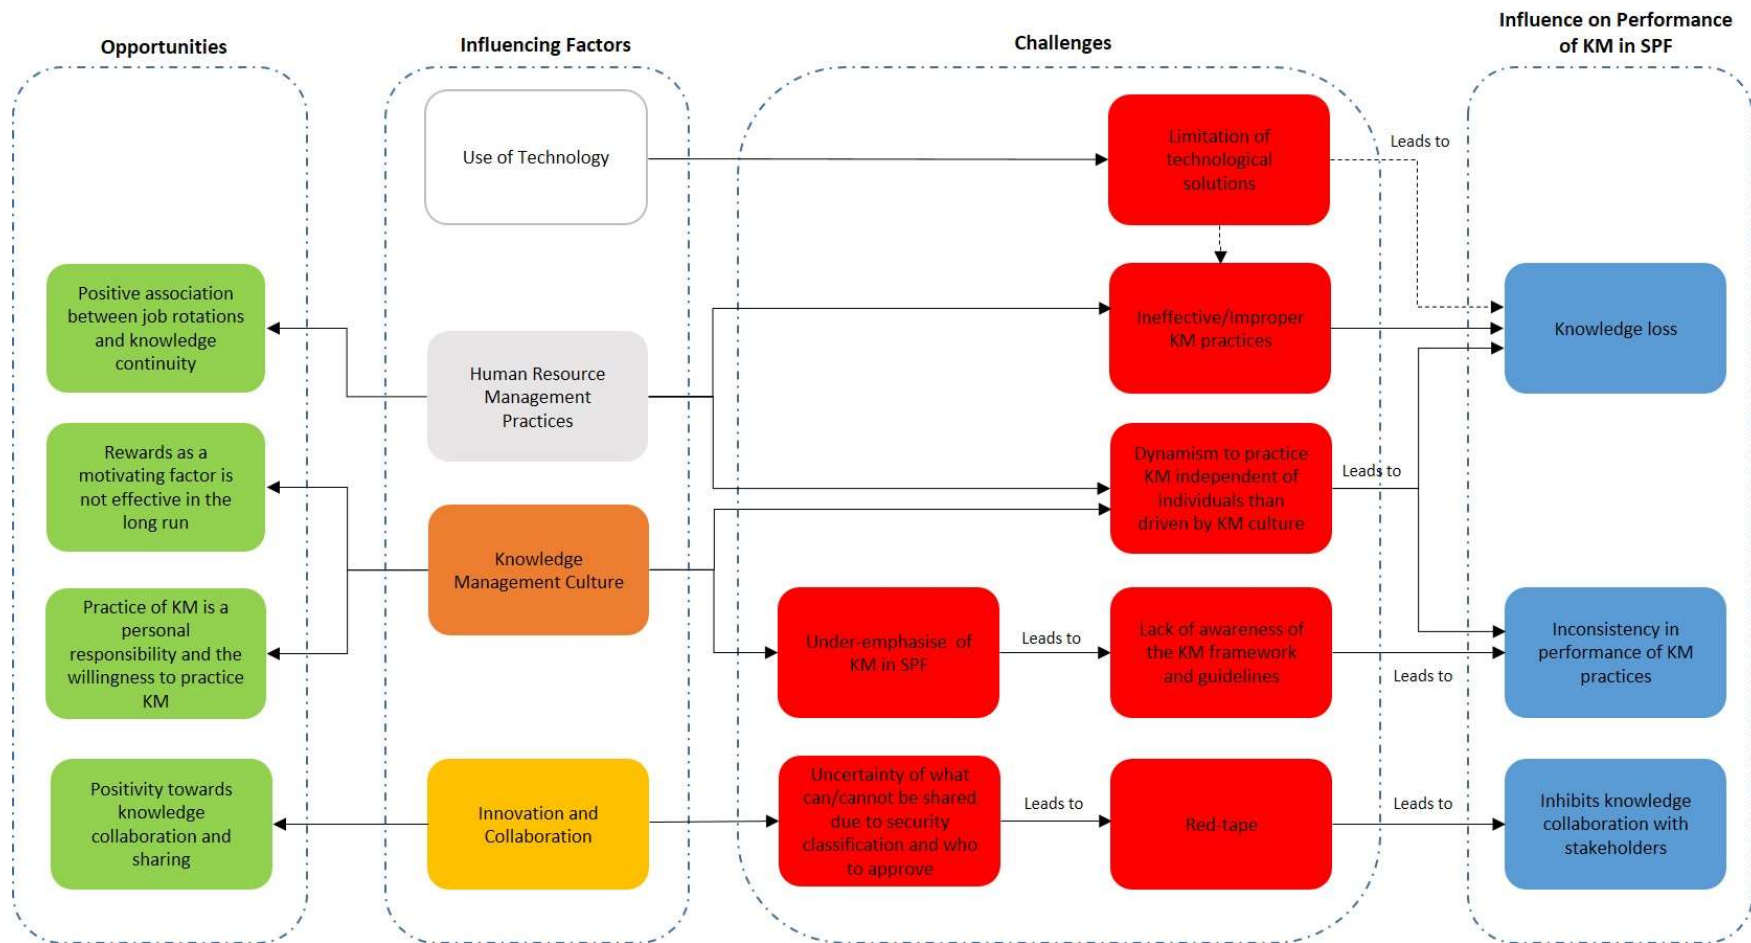 Opportunities
Influencing Factors
Challenges
Influence on Performance
of KM in SPF
Use of Technology
Limitation of
technological
solutions
Leads to
Positive association
between job rotations
and knowledge
continuity
Human Resource
Management
Practices
Ineffective/Improper
KM practices
Knowledge loss
Rewards as a
motivating factor is
not effective in the
long run
Dynamism to practice
KM independent of
individuals than
driven by KM culture
Leads to
Knowledge
Management Culture
Practice of KM is a
personal
responsibility and the
willingness to practice
KM
Under-emphasise of
KM in SPF
Leads to
Lack of awareness of
the KM framework
and guidelines
Leads to
Inconsistency in
performance of KM
practices
Positivity towards
knowledge
collaboration and
sharing
Innovation and
Collaboration
Uncertainty of what
can/cannot be shared
due to security
classification and who
to approve
Leads to
Red-tape
Leads to
Inhibits knowledge
collaboration with
stakeholders